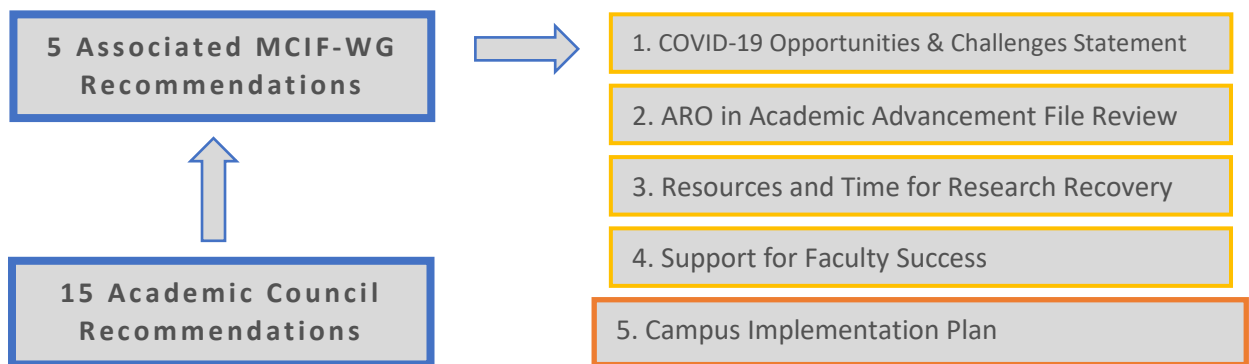 5 Associated MCIF-WG
Recommendations
15 Academic Council
Recommendations
1. COVID-19 Opportunities & Challenges Statement
2. ARO in Academic Advancement File Review
3. Resources and Time for Research Recovery
4. Support for Faculty Success
5. Campus Implementation Plan